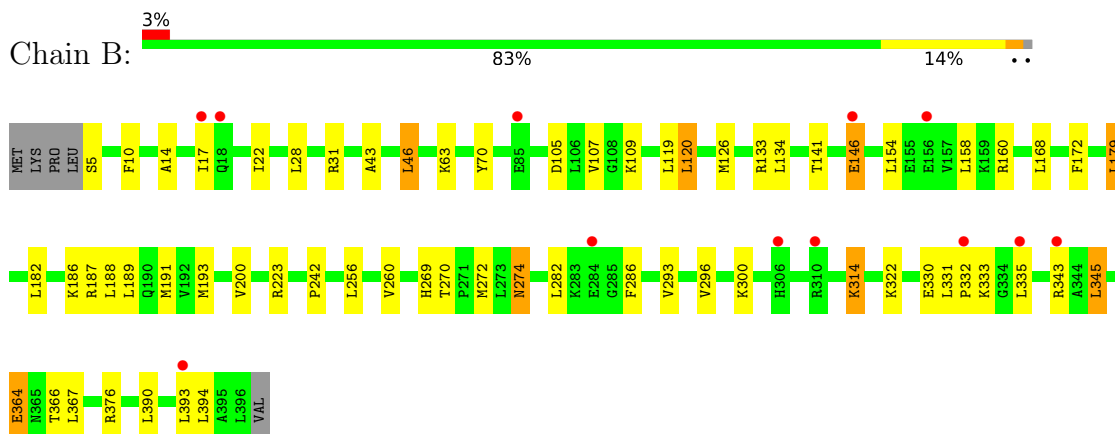 3%
Chain B:
83% 14% • •
MET LYS PRO LEU S5 F10 A14 I17 Q18 I22 L28 R31 A43 L46 K63 Y70 E85 D105 L106 V107 G108 K109 L119 L120 M126 R133 L134 T141 E146 L154 E155 E156 V157 L158 K159 R160 L168 F172 L179
L182 K186 R187 L188 L189 Q190 M191 V192 M193 V200 R223 P242 L256 V260 H269 T270 P271 M272 L273 N274 L282 K283 E284 G285 F286 V293 V296 K300 H306 R310 K314 K322 E330 L331 P332 K333 G334 L335 R343 A344 L345
E364 N365 T366 L367 R376 L390 L393 L394 A395 L396 VAL